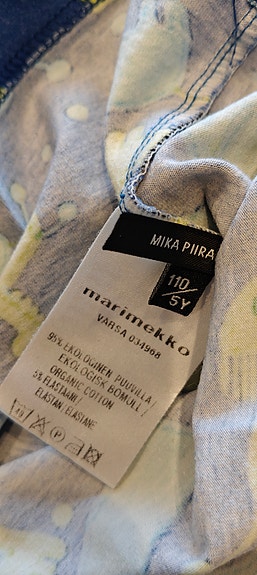 MIKA PIIRA
110/
5Y
marimekko
VARSA 034968
95% EKOLOGINEN PUUVILLA/
EKOLOGISK BOMULL/
ORGANIC COTTON
5% ELASTAANI/
ELASTAN, ELASTANE